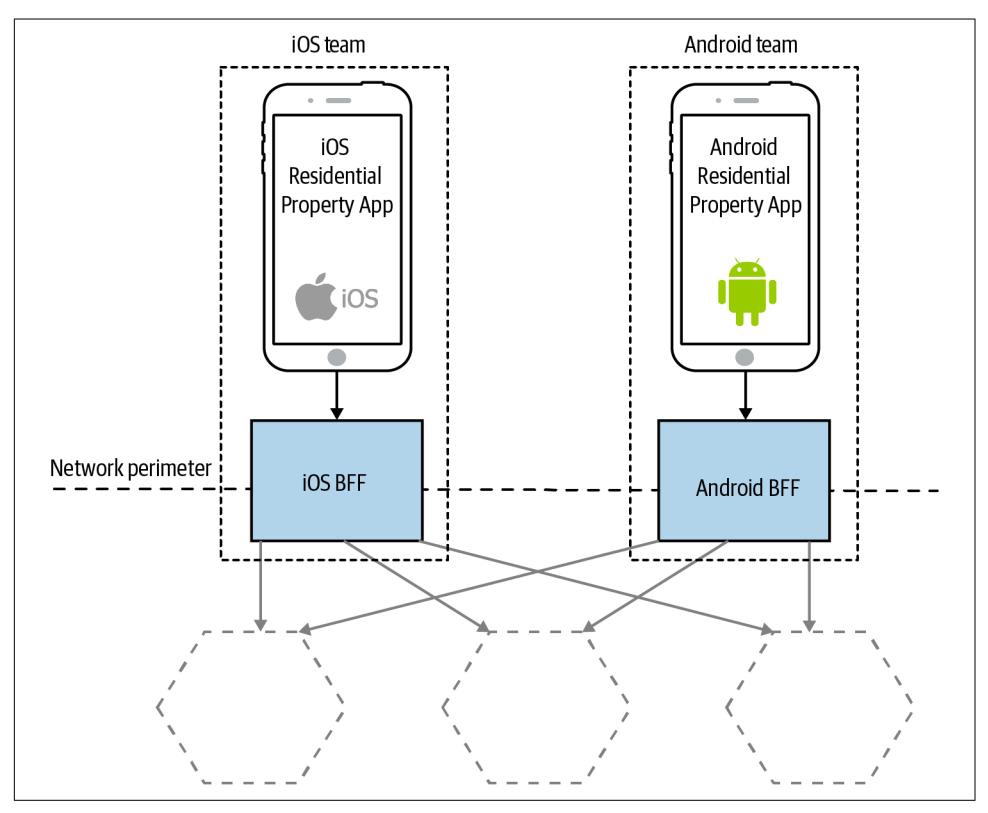 iOS team
Android team
iOS
Residential
Property App
iOS
Android
Residential
Property App
Network perimeter
iOS BFF
Android BFF